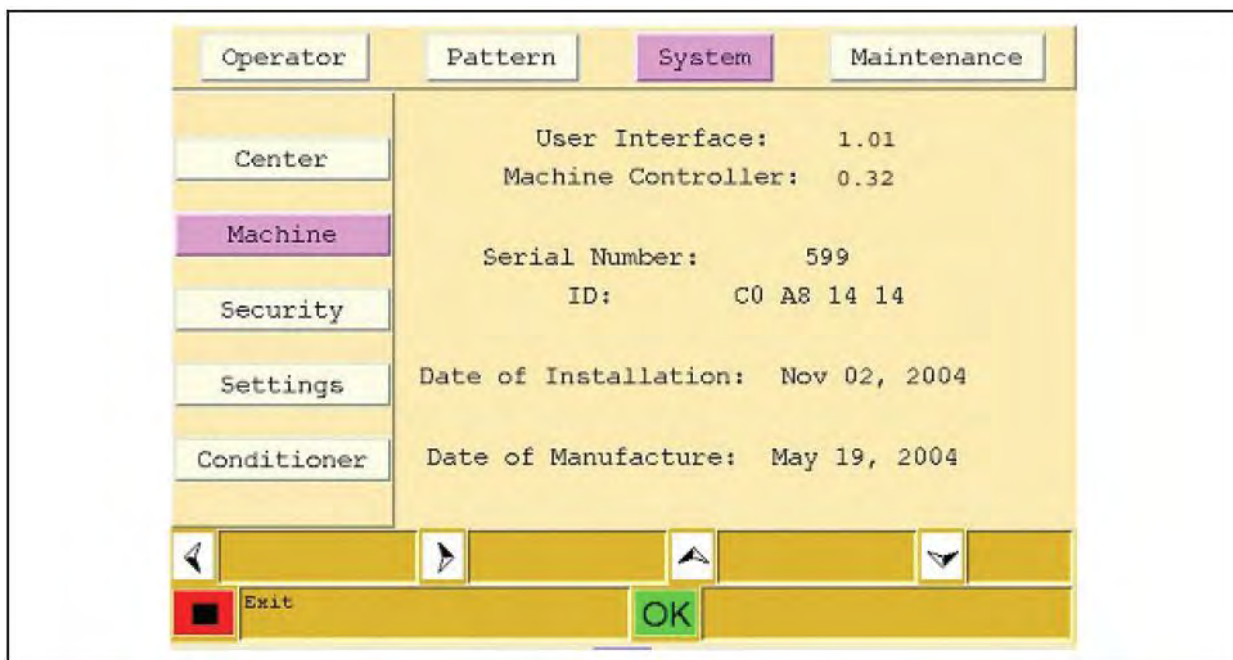 Operator Pattern System Maintenance
Center
Machine
Security
Settings
Conditioner
User Interface: 1.01
Machine Controller: 0.32
Serial Number: 599
ID: C0 A8 14 14
Date of Installation: Nov 02, 2004
Date of Manufacture: May 19, 2004
Exit
OK